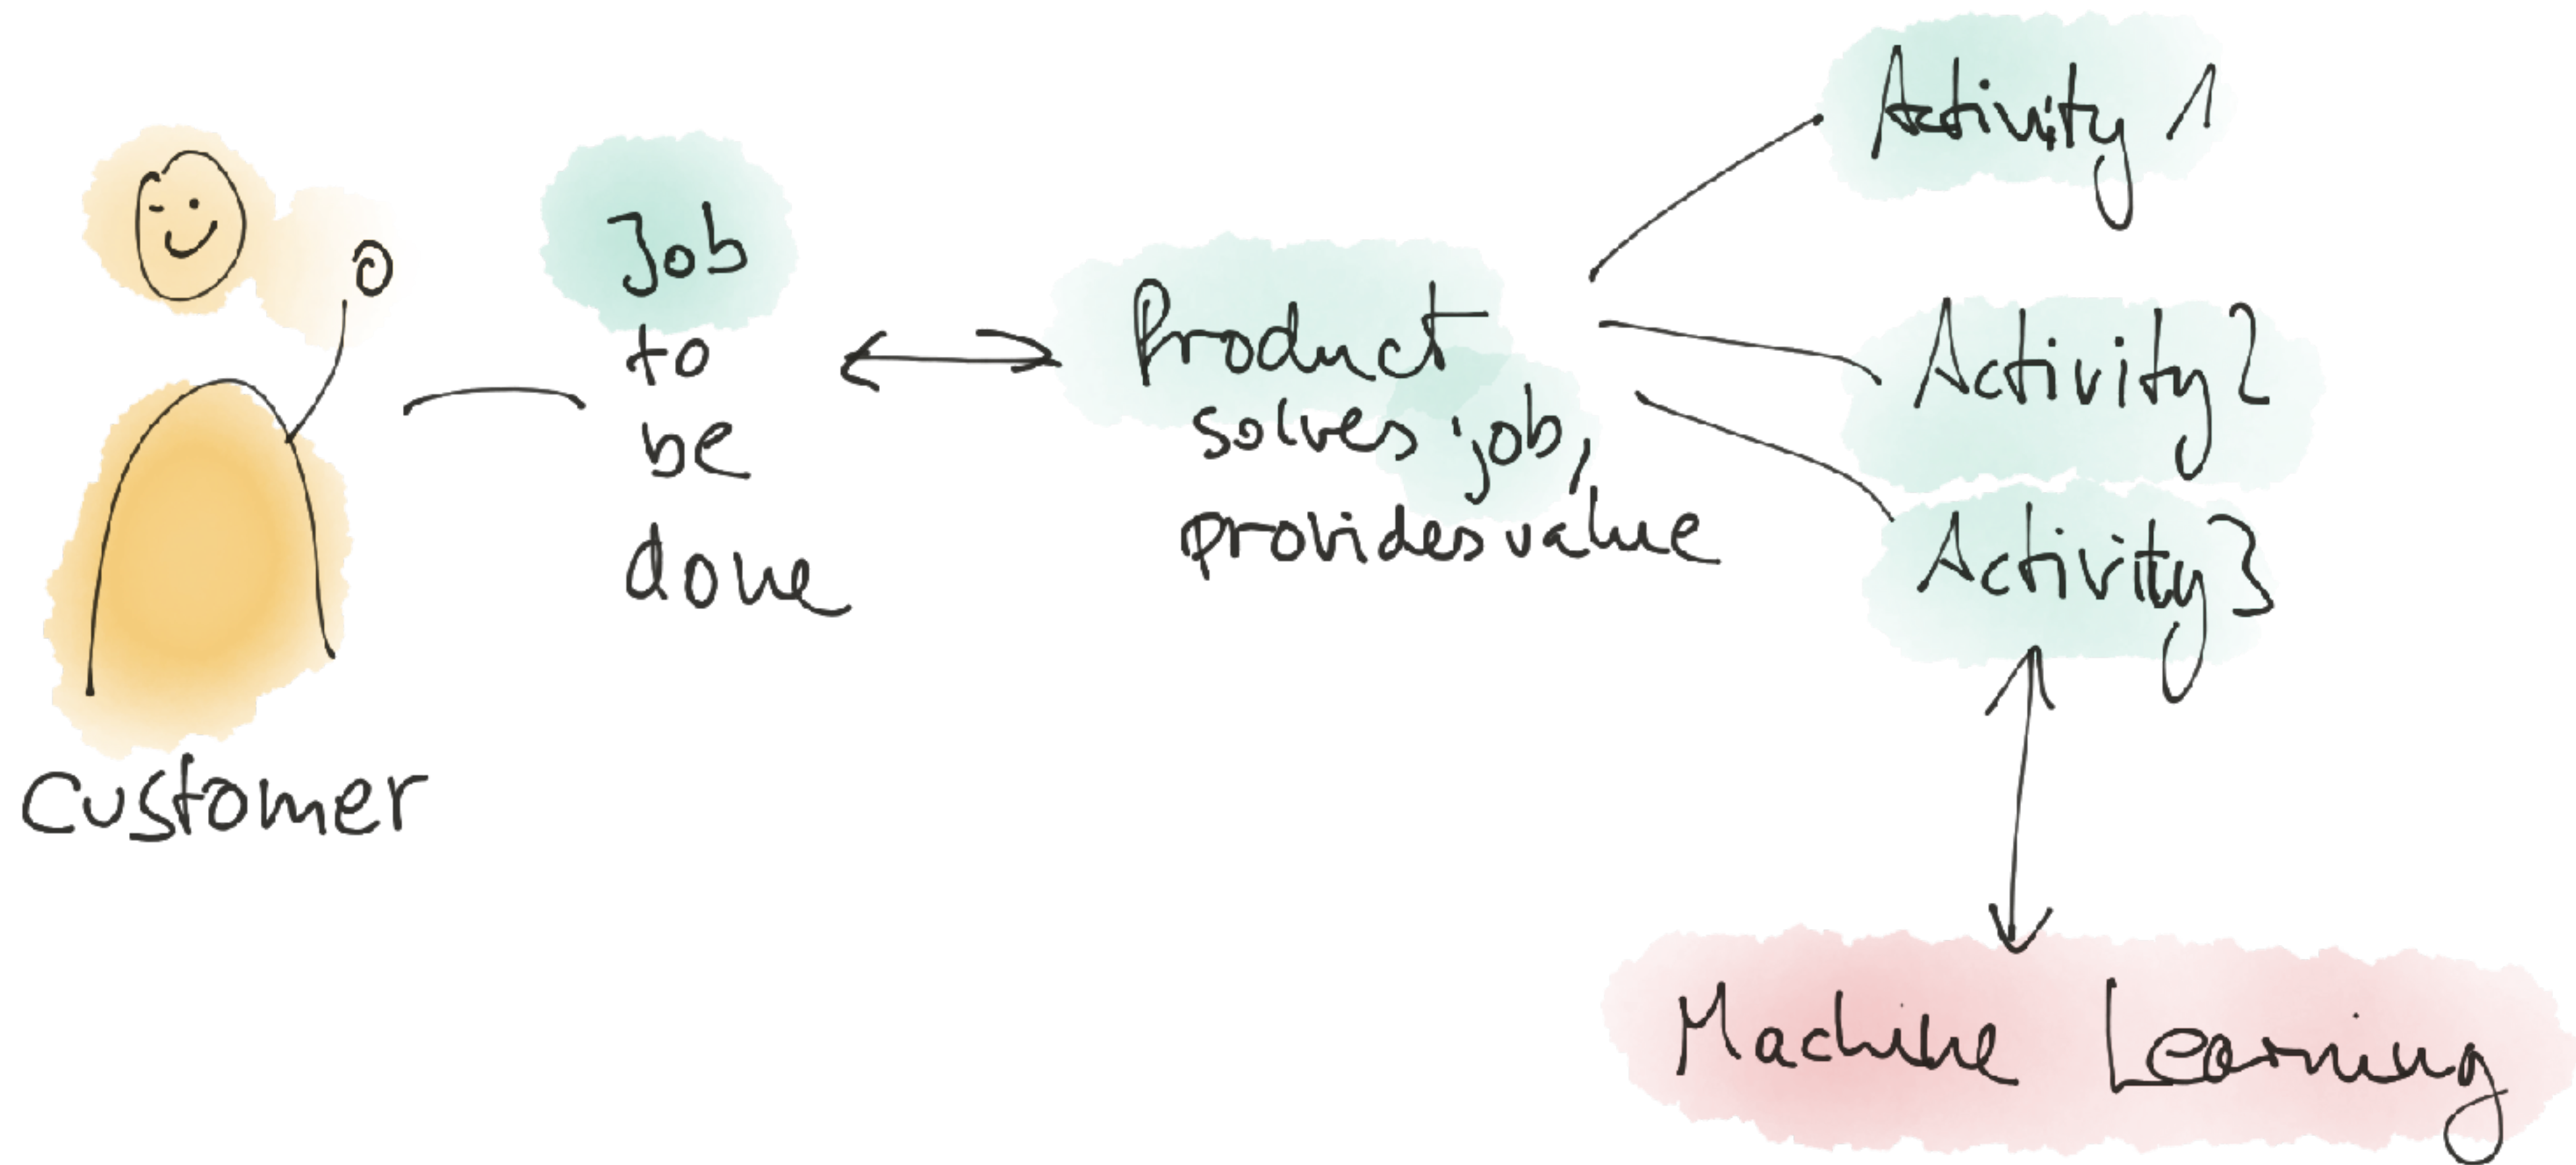 Customer
Job
to
be
done
Product
solves job,
provides value
Activity 1
Activity 2
Activity 3
Machine Learning